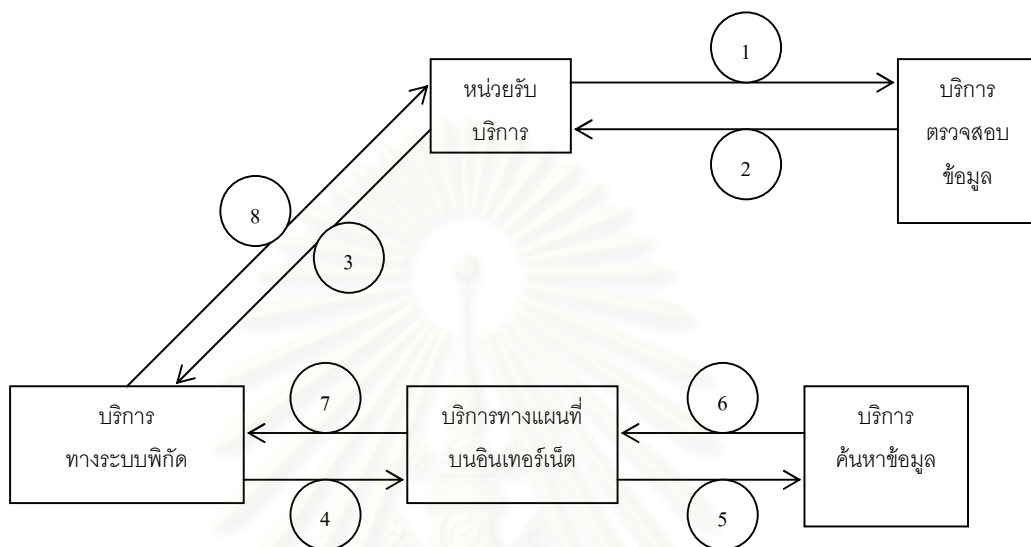 1
หน่วยรับ
บริการ
บริการ
ตรวจสอบ
ข้อมูล
2
8
3
บริการ
ทางระบบพิกัด
7
บริการทางแผนที่
บนอินเทอร์เน็ต
6
บริการ
ค้นหาข้อมูล
4
5